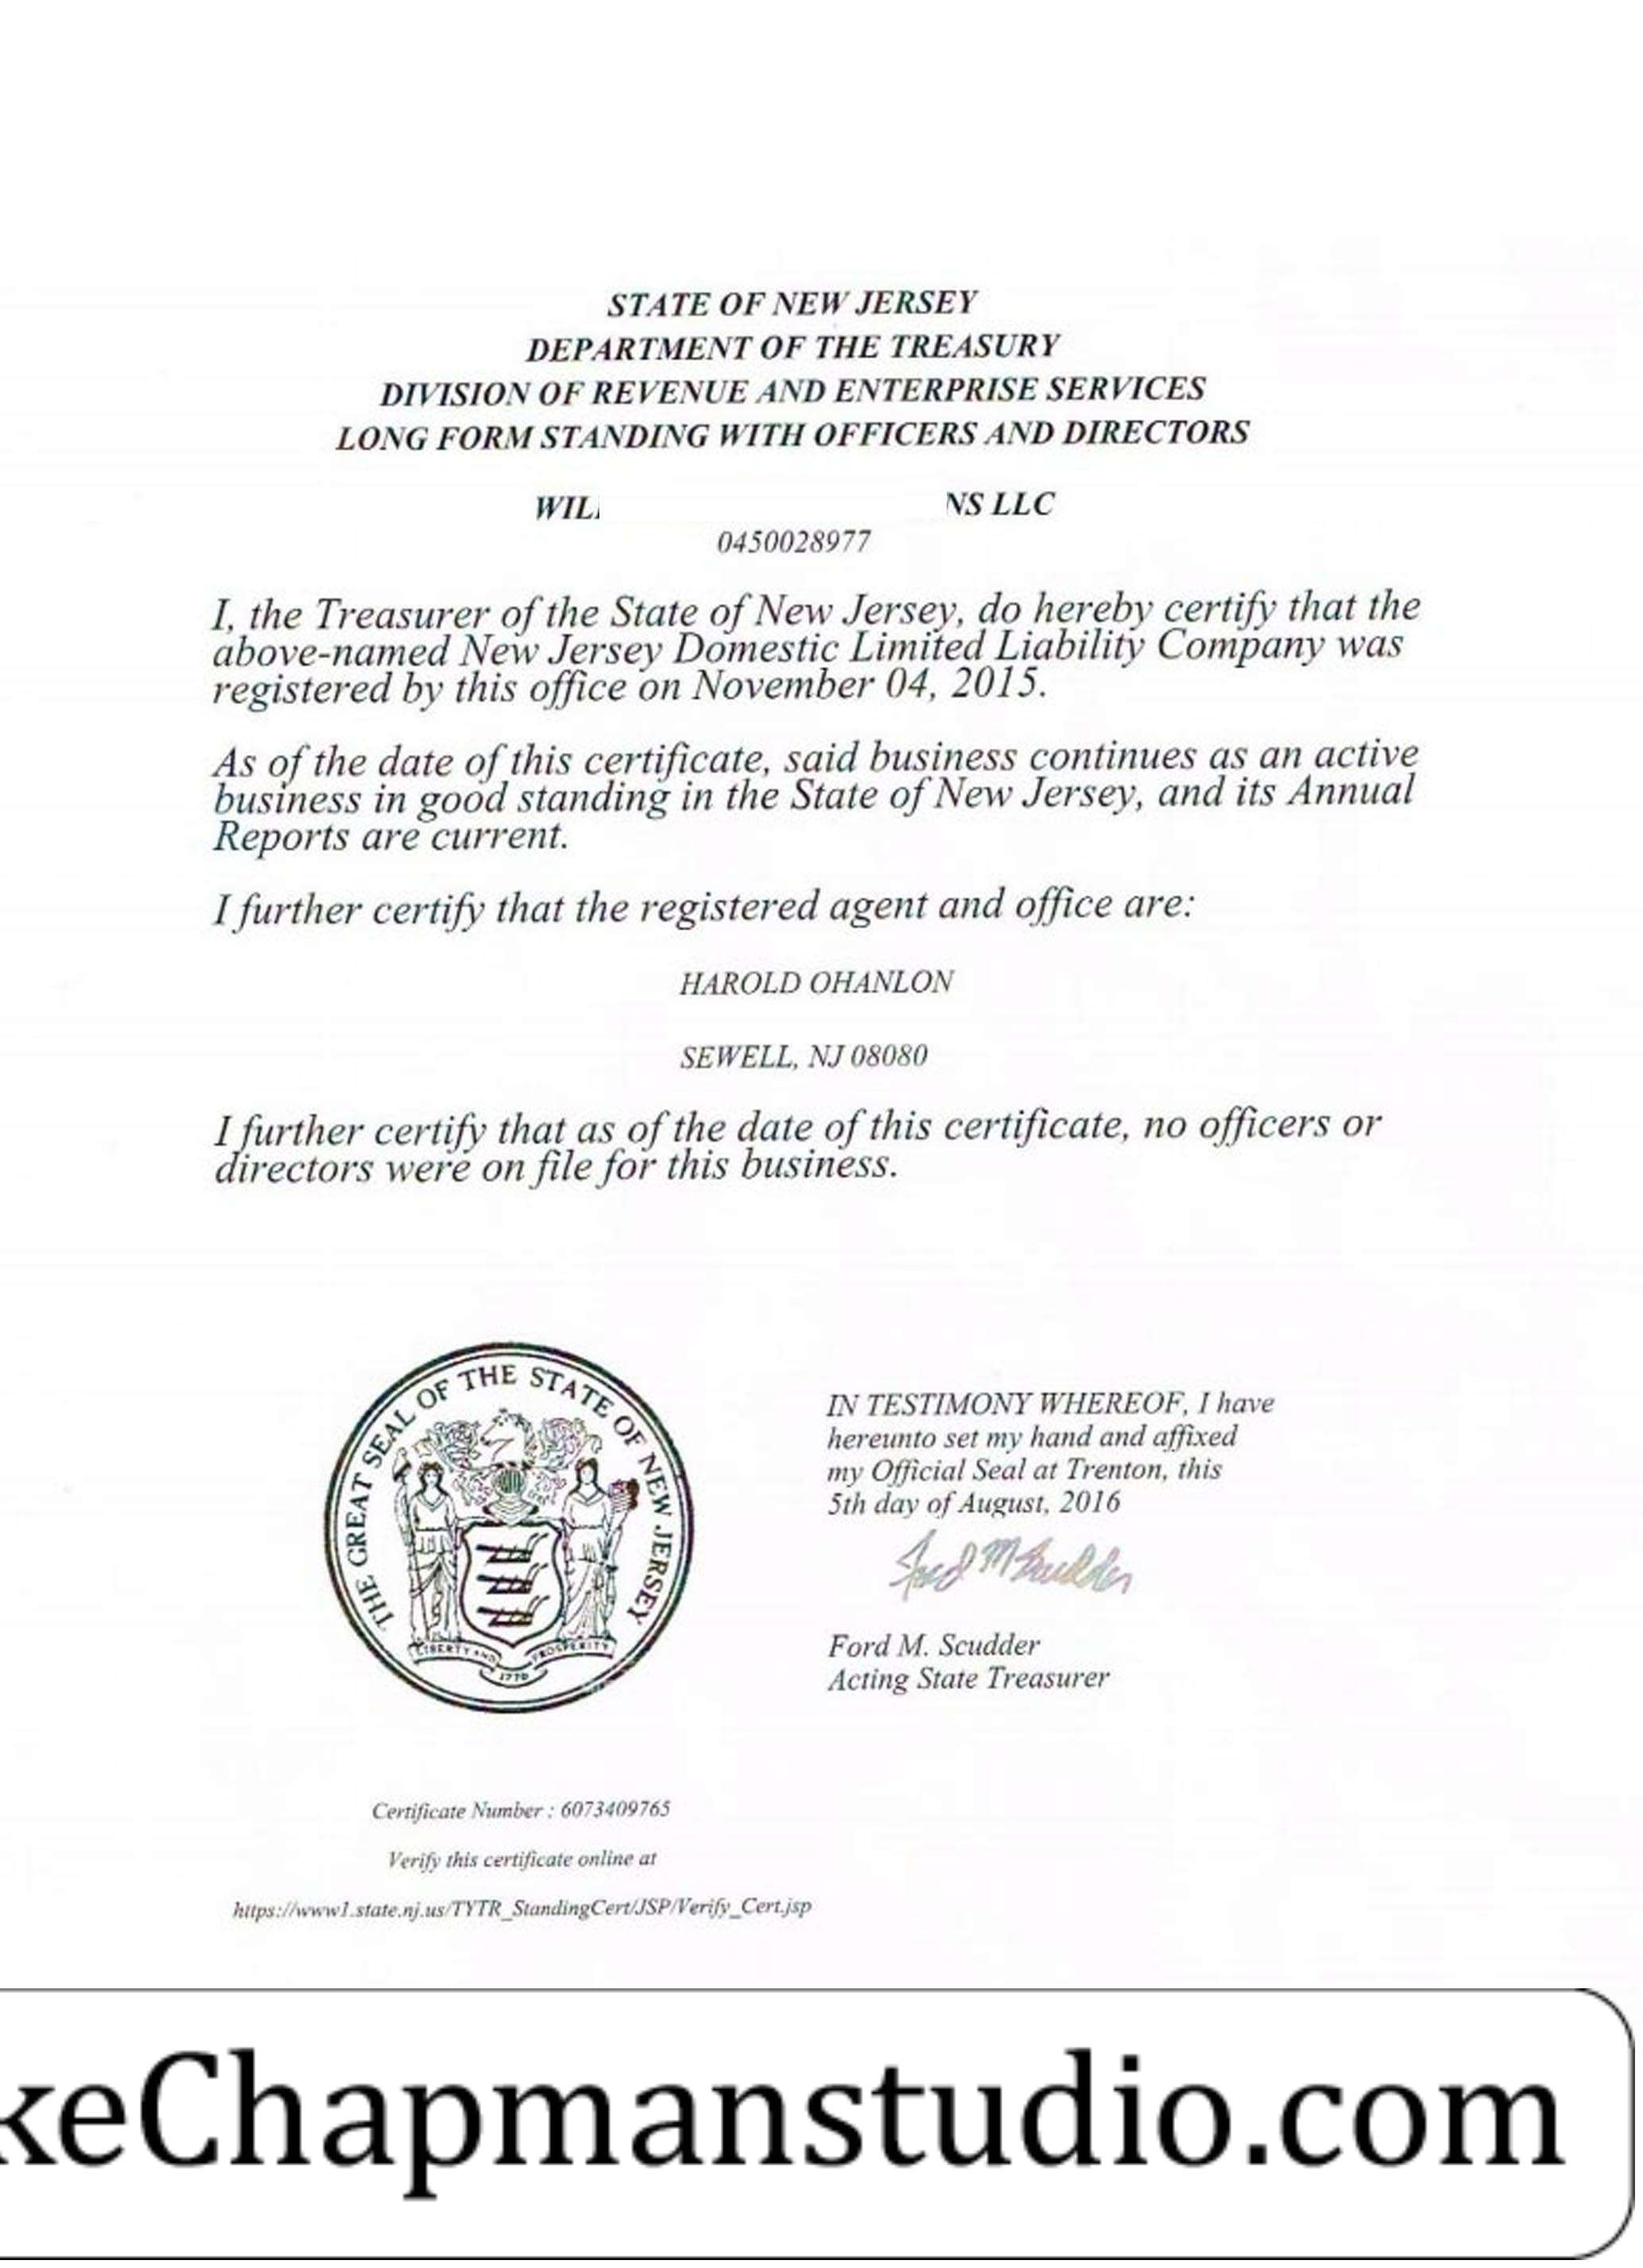 STATE OF NEW JERSEY
DEPARTMENT OF THE TREASURY
DIVISION OF REVENUE AND ENTERPRISE SERVICES
LONG FORM STANDING WITH OFFICERS AND DIRECTORS
WIL NS LLC
0450028977
I, the Treasurer of the State of New Jersey, do hereby certify that the
above-named New Jersey Domestic Limited Liability Company was
registered by this office on November 04, 2015.
As of the date of this certificate, said business continues as an active
business in good standing in the State of New Jersey, and its Annual
Reports are current.
I further certify that the registered agent and office are:
HAROLD OHANLON
SEWELL, NJ 08080
I further certify that as of the date of this certificate, no officers or
directors were on file for this business.
THE GREAT SEAL OF THE STATE OF NEW JERSEY
LIBERTY AND PROSPERITY
1776
IN TESTIMONY WHEREOF, I have
hereunto set my hand and affixed
my Official Seal at Trenton, this
5th day of August, 2016
Ford M Scudder
Ford M. Scudder
Acting State Treasurer
Certificate Number : 6073409765
Verify this certificate online at
https://www1.state.nj.us/TYTR_StandingCert/JSP/Verify_Cert.jsp
keChapmanstudio.com